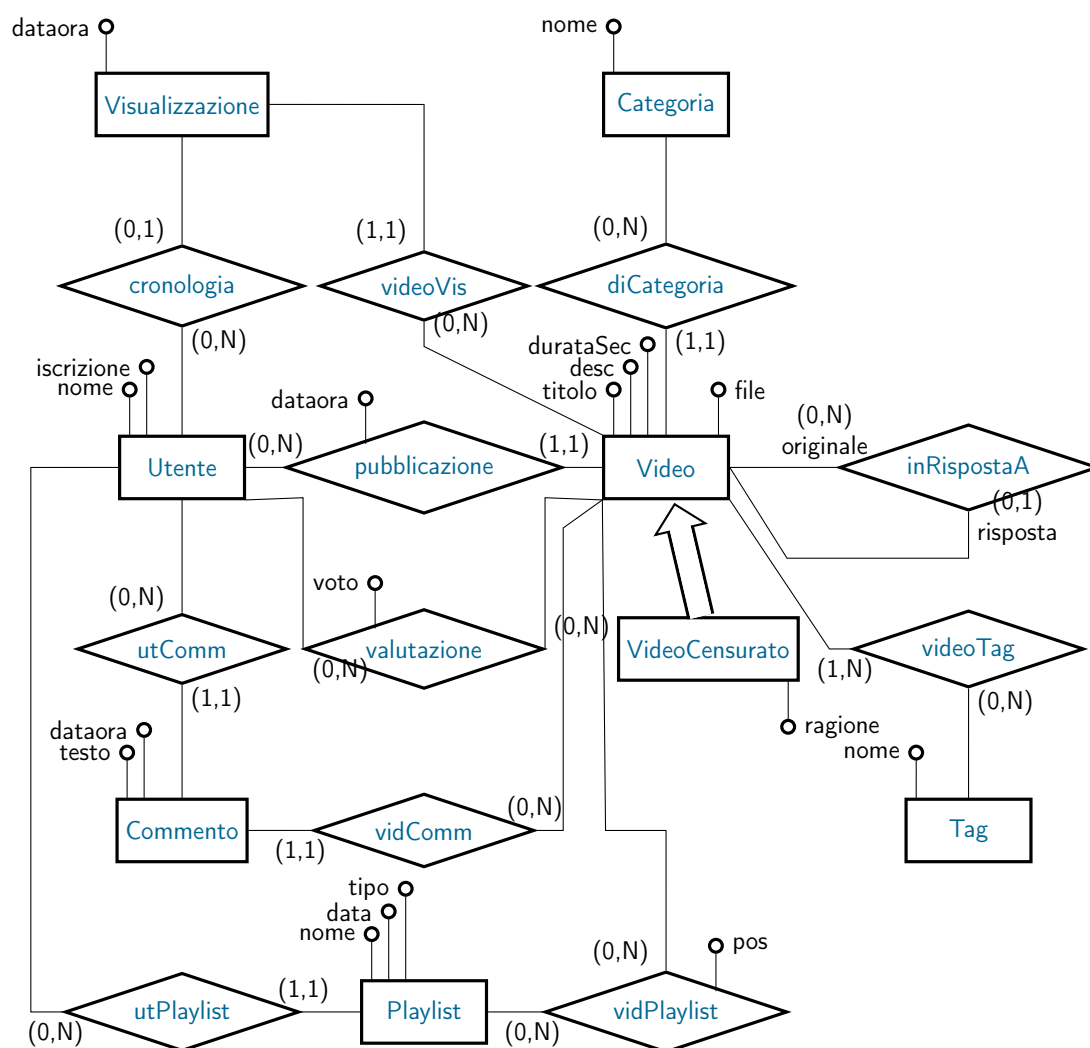 dataora
nome
Visualizzazione
Categoria
(0,1)
(1,1)
(0,N)
cronologia
videoVis
diCategoria
(0,N)
(0,N)
(1,1)
durataSec
iscrizione
desc
nome
titolo
file
dataora
(0,N)
(0,N)
(1,1)
originale
Utente
pubblicazione
Video
inRispostaA
(0,1)
risposta
voto
(0,N)
(0,N)
utComm
(0,N)
valutazione
VideoCensurato
(1,N)
videoTag
(1,1)
(0,N)
dataora
ragione
testo
nome
(0,N)
Commento
vidComm
Tag
(1,1)
tipo
data
nome
(0,N)
pos
(1,1)
utPlaylist
Playlist
vidPlaylist
(0,N)
(0,N)